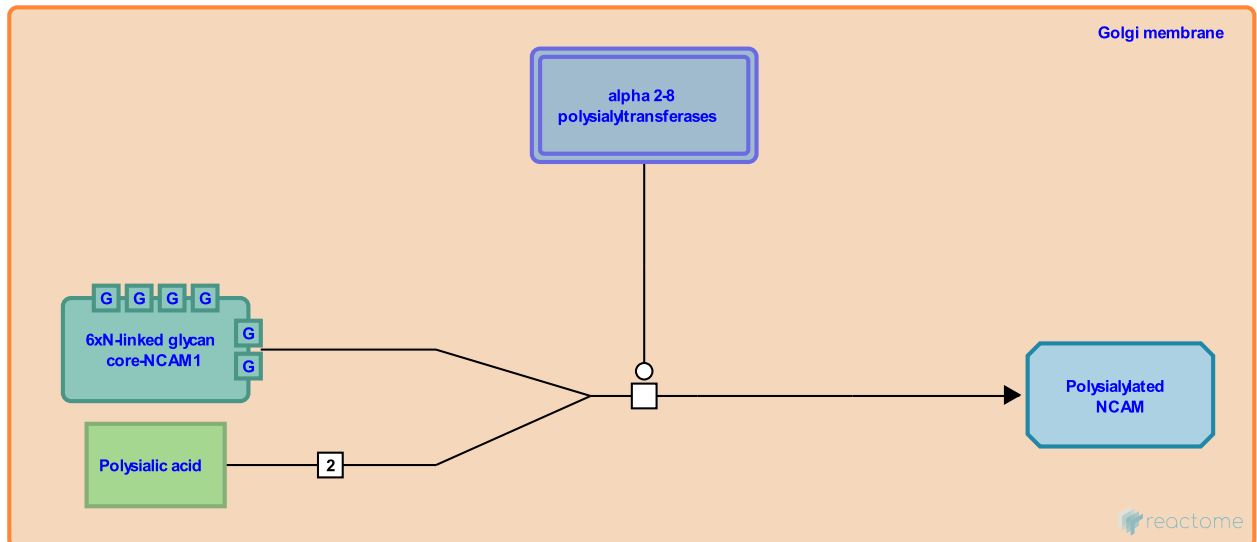 Golgi membrane
alpha 2-8
polysialyltransferases
G G G G
6xN-linked glycan
core-NCAM1
G
G
Polysialic acid
2
Polysialylated
NCAM
reactome